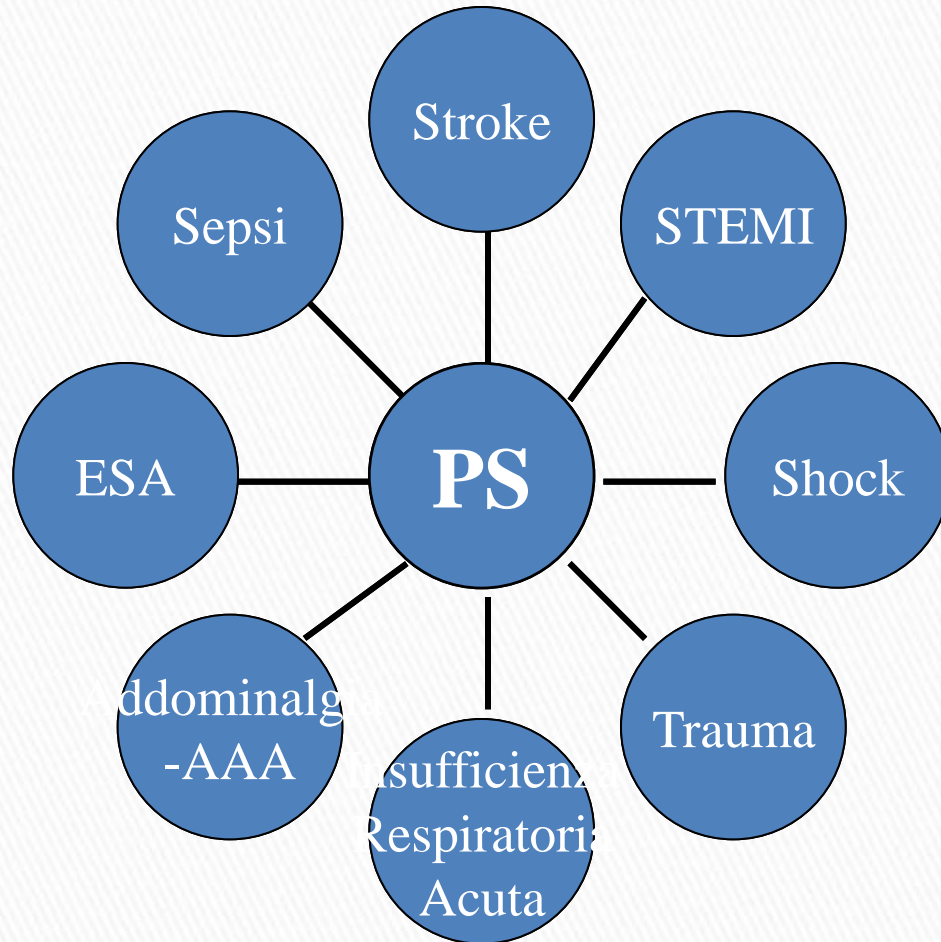 Stroke
STEMI
Shock
Trauma
Insufficienza
Respiratoria
Acuta
Addominalgia
-AAA
ESA
Sepsi
PS